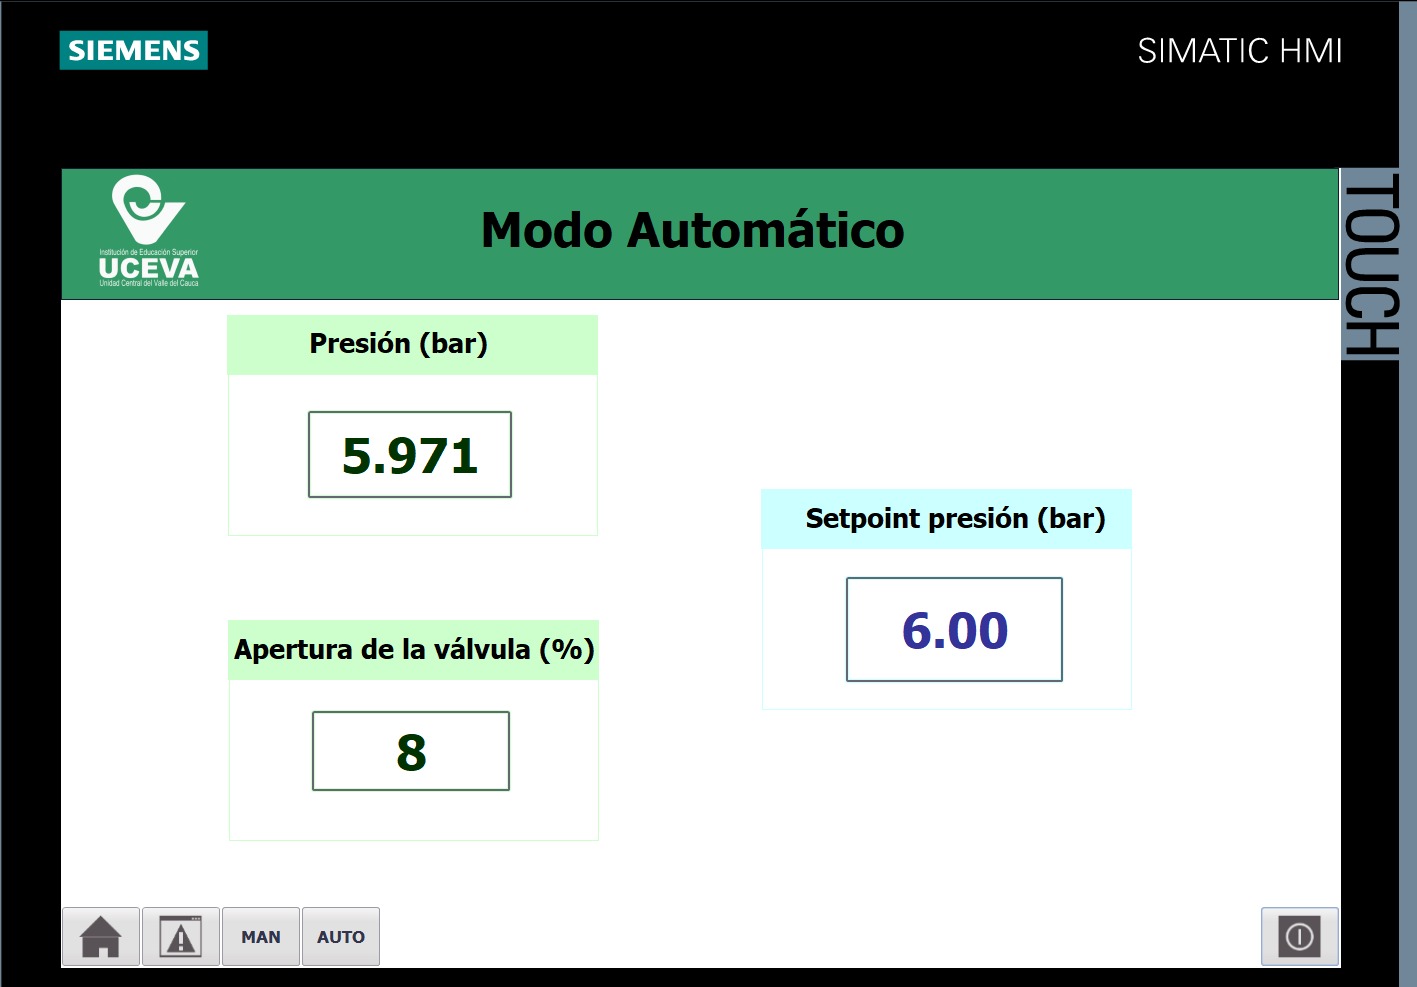 SIEMENS
SIMATIC HMI
TOUCH
Institución de Educación Superior
UCEVA
Unidad Central del Valle del Cauca
Modo Automático
Presión (bar)
5.971
Setpoint presión (bar)
6.00
Apertura de la válvula (%)
8
MAN
AUTO